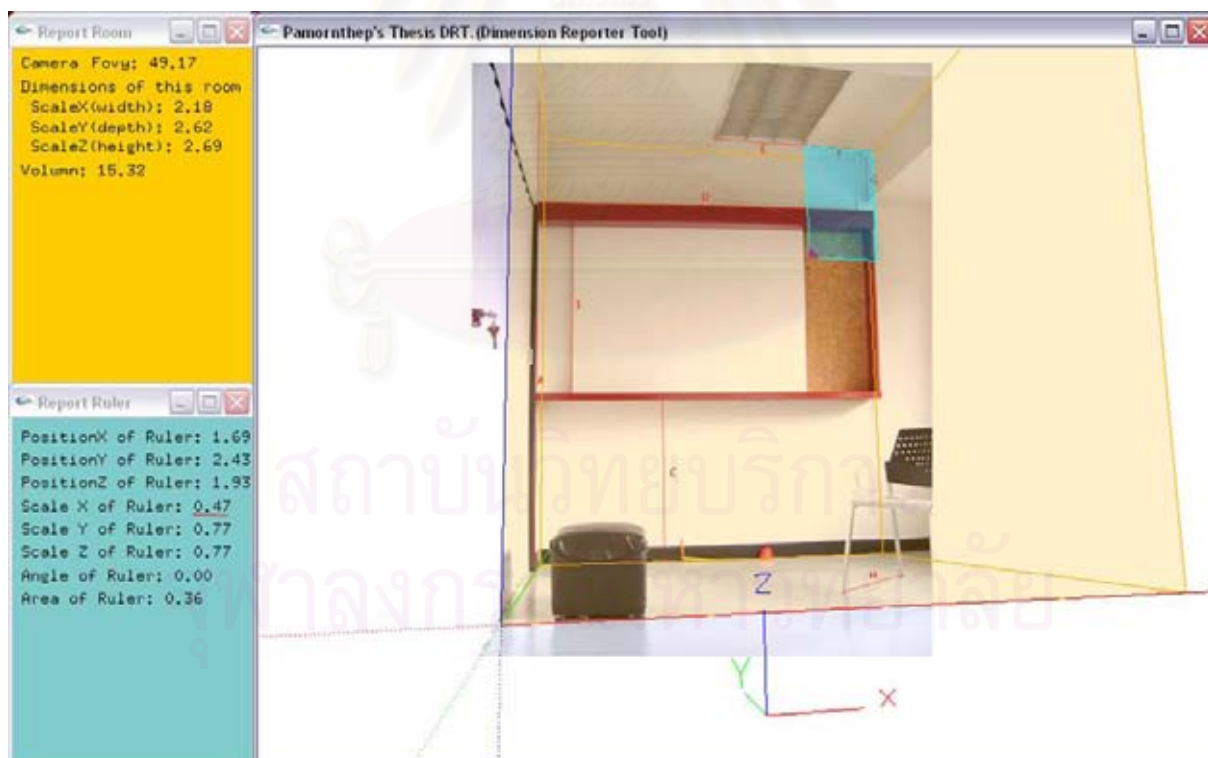 Report Room
Camera Fovy: 49.17
Dimensions of this room
ScaleX(width): 2.18
ScaleY(depth): 2.62
ScaleZ(height): 2.69
Volumn: 15.32
Report Ruler
PositionX of Ruler: 1.69
PositionY of Ruler: 2.43
PositionZ of Ruler: 1.93
Scale X of Ruler: 0.47
Scale Y of Ruler: 0.77
Scale Z of Ruler: 0.77
Angle of Ruler: 0.00
Area of Ruler: 0.36
Pamornthep's Thesis DRT.(Dimension Reporter Tool)
C
H
Z
Y
X
สถาบันวิทยบริการ
จุฬาลงกรณ์มหาวิทยาลัย